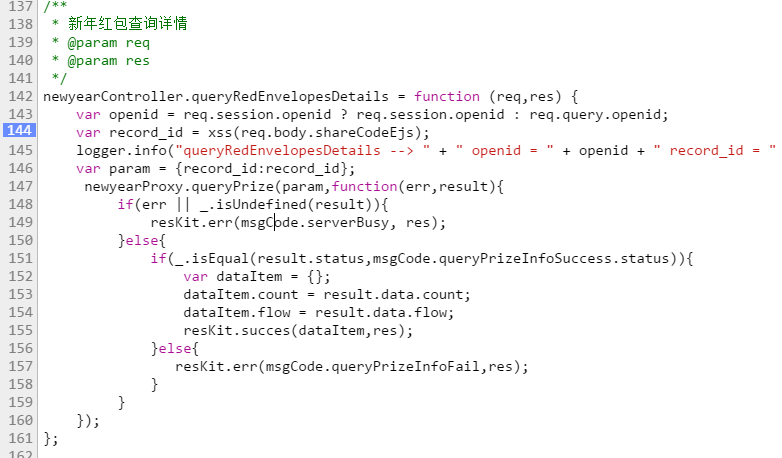 137 /**
138  * 新年红包查询详情
139  * @param req
140  * @param res
141  */
142 newyearController.queryRedEnvelopesDetails = function (req,res) {
143     var openid = req.session.openid ? req.session.openid : req.query.openid;
144     var record_id = xss(req.body.shareCodeEjs);
145     logger.info("queryRedEnvelopesDetails --> " + " openid = " + openid + " record_id = "
146     var param = {record_id:record_id};
147      newyearProxy.queryPrize(param,function(err,result){
148          if(err || _.isUndefined(result)){
149              resKit.err(msgCode.serverBusy, res);
150          }else{
151              if(_.isEqual(result.status,msgCode.queryPrizeInfoSuccess.status)){
152                  var dataItem = {};
153                  dataItem.count = result.data.count;
154                  dataItem.flow = result.data.flow;
155                  resKit.succes(dataItem,res);
156              }else{
157                 resKit.err(msgCode.queryPrizeInfoFail,res);
158              }
159          }
160     });
161 };
162